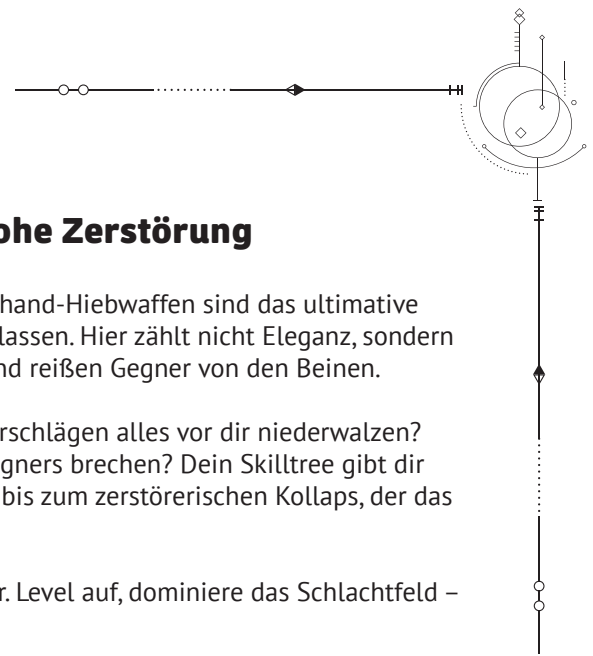 ohe Zerstörung
hand-Hiebwaffen sind das ultimative
lassen. Hier zählt nicht Eleganz, sondern
nd reißen Gegner von den Beinen.
rschlägen alles vor dir niederwalzen?
gners brechen? Dein Skilltree gibt dir
bis zum zerstörerischen Kollaps, der das
r. Level auf, dominiere das Schlachtfeld –